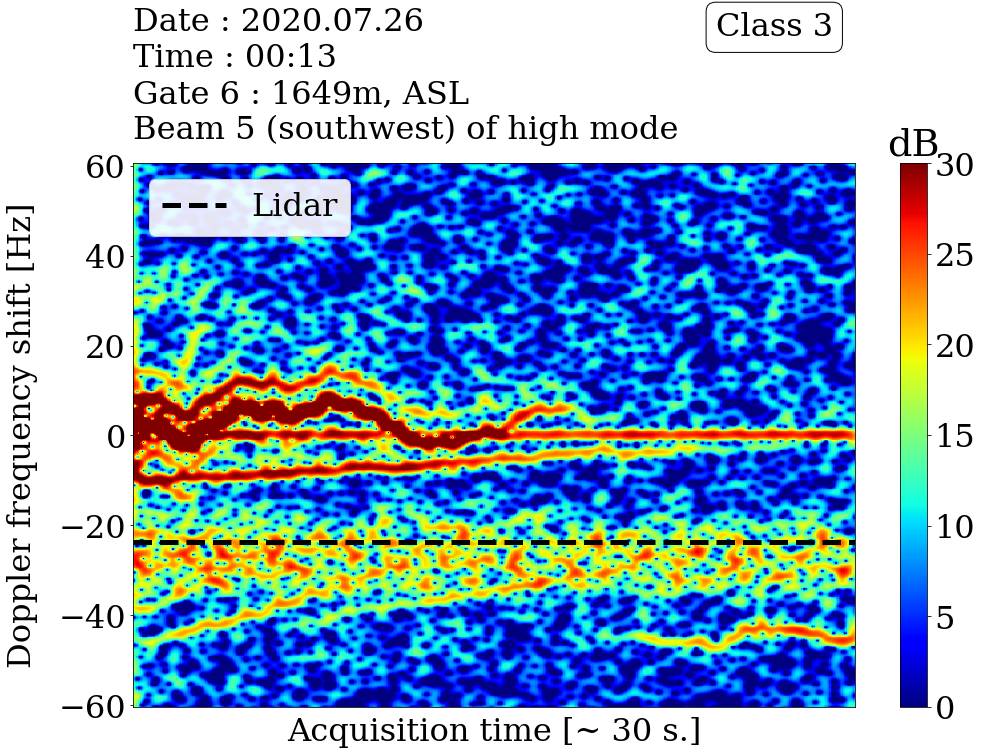 Date : 2020.07.26
Time : 00:13
Gate 6 : 1649m, ASL
Beam 5 (southwest) of high mode
Class 3
dB
Lidar
Doppler frequency shift [Hz]
60
40
20
0
−20
−40
−60
30
25
20
15
10
5
0
Acquisition time [~ 30 s.]